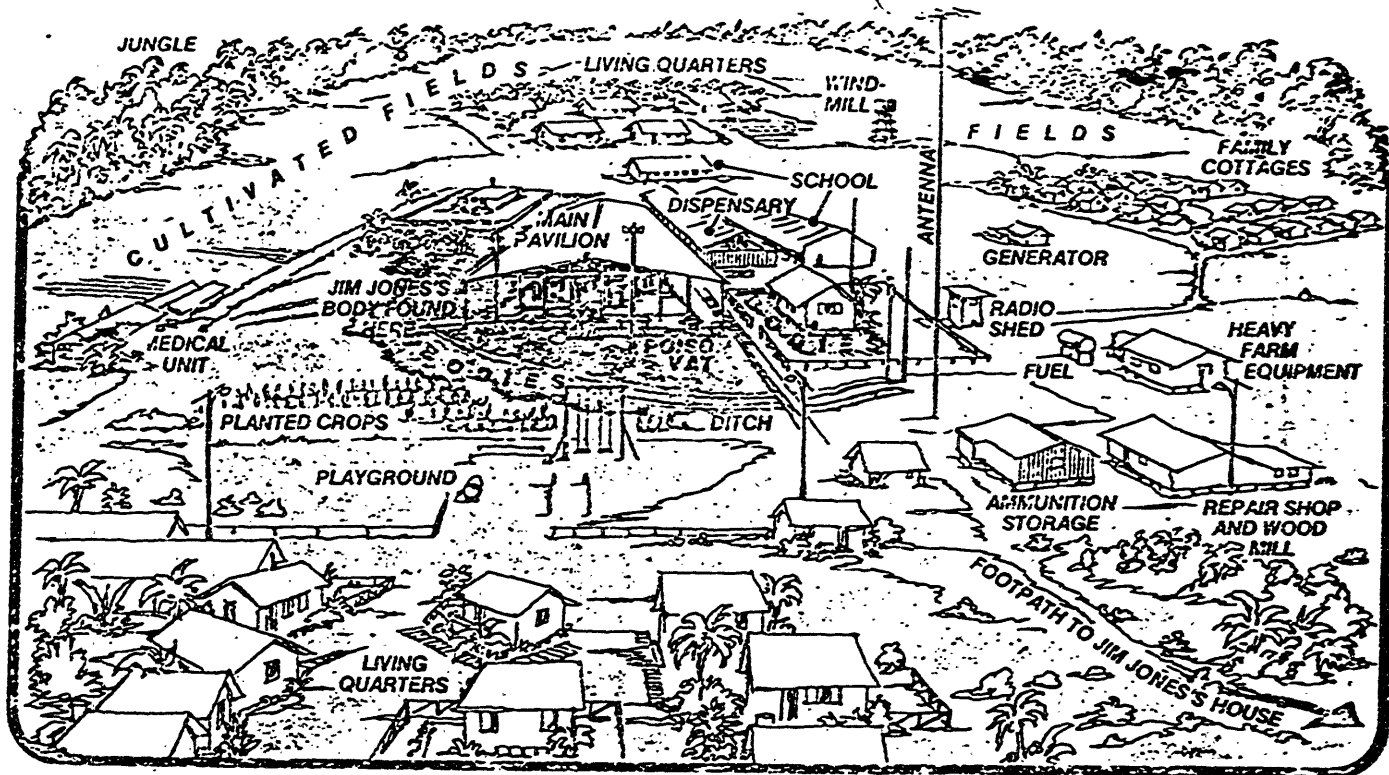 JUNGLE
CULTIVATED FIELDS
LIVING QUARTERS
WIND-
MILL
FIELDS
FAMILY
COTTAGES
SCHOOL
DISPENSARY
MAIN
PAVILION
ANTENNA
GENERATOR
JIM JONES'S
BODY FOUND
HERE
RADIO
SHED
MEDICAL
UNIT
BODIES
VAT
FUEL
HEAVY
FARM
EQUIPMENT
PLANTED CROPS
DITCH
PLAYGROUND
AMMUNITION
STORAGE
REPAIR SHOP
AND WOOD
MILL
FOOTPATH TO JIM JONES'S HOUSE
LIVING
QUARTERS